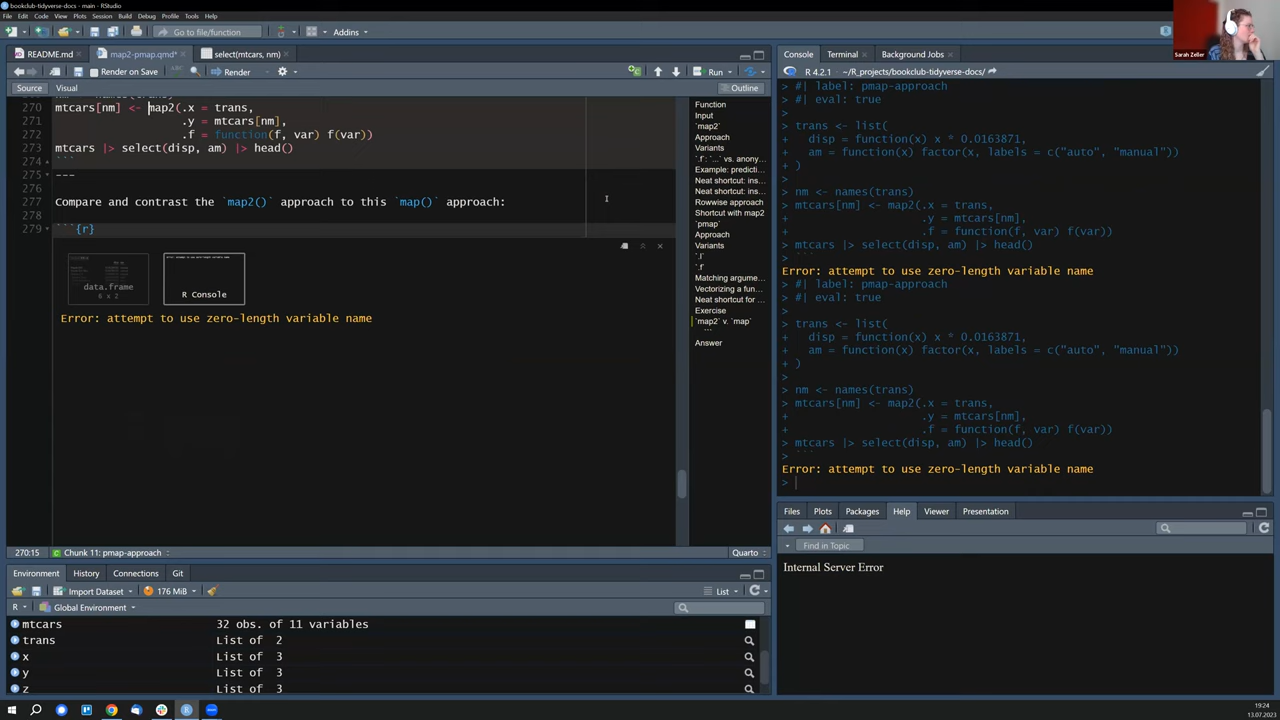 bookclub-tidyverse-docs - main - RStudio
File Edit Code View Plots Session Build Debug Profile Tools Help
Go to file/function
Addins
README.md
map2-pmap.qmd*
select(mtcars, nm)
Render on Save
Render
Run
Source Visual
Outline
270 mtcars[nm] <- map2(.x = trans,
271 .y = mtcars[nm],
272 .f = function(f, var) f(var))
273 mtcars |> select(disp, am) |> head()
274 ```
275 ---
276
277 Compare and contrast the `map2()` approach to this `map()` approach:
278
279 ```{r}
data.frame
6 x 2
R Console
Error: attempt to use zero-length variable name
270:15 Chunk 11: pmap-approach
Quarto
Function
Input
`map2`
Approach
Variants
`.f`: `...` vs. anony...
Example: predicti...
Neat shortcut: ins...
Neat shortcut: ins...
Rowwise approach
Shortcut with map2
`pmap`
Approach
Variants
`.l`
`.f`
Matching argume...
Vectorizing a fun...
Neat shortcut for ...
Exercise
`map2` v. `map`
```
Answer
Environment History Connections Git
Import Dataset 176 MiB
List
R Global Environment
mtcars 32 obs. of 11 variables
trans List of 2
x List of 3
y List of 3
z List of 3
Console Terminal Background Jobs
R 4.2.1 · ~/R_projects/bookclub-tidyverse-docs/
> #| label: pmap-approach
> #| eval: true
>
> trans <- list(
+ disp = function(x) x * 0.0163871,
+ am = function(x) factor(x, labels = c("auto", "manual"))
+ )
>
> nm <- names(trans)
> mtcars[nm] <- map2(.x = trans,
+ .y = mtcars[nm],
+ .f = function(f, var) f(var))
> mtcars |> select(disp, am) |> head()
> ```
Error: attempt to use zero-length variable name
> #| label: pmap-approach
> #| eval: true
>
> trans <- list(
+ disp = function(x) x * 0.0163871,
+ am = function(x) factor(x, labels = c("auto", "manual"))
+ )
>
> nm <- names(trans)
> mtcars[nm] <- map2(.x = trans,
+ .y = mtcars[nm],
+ .f = function(f, var) f(var))
> mtcars |> select(disp, am) |> head()
> ```
Error: attempt to use zero-length variable name
>
Files Plots Packages Help Viewer Presentation
Find in Topic
Internal Server Error
Sarah Zeller
19:24
13.07.2023